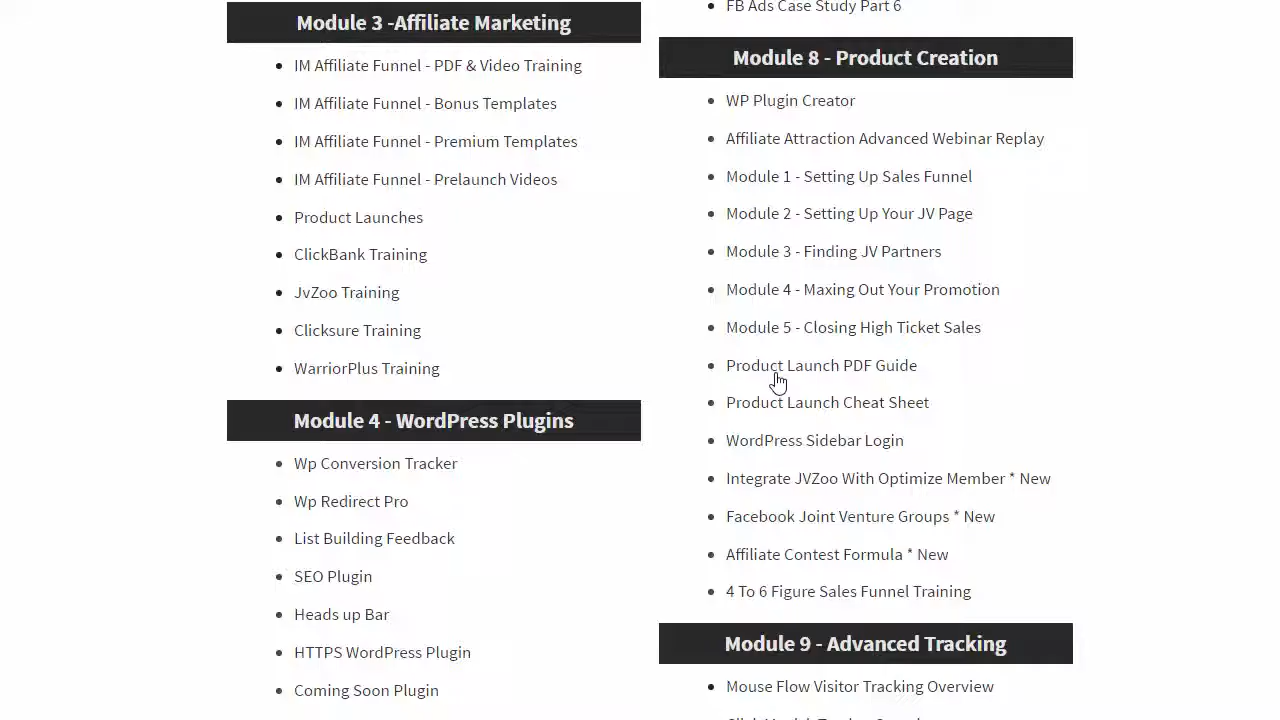 Module 3 -Affiliate Marketing
IM Affiliate Funnel - PDF & Video Training
IM Affiliate Funnel - Bonus Templates
IM Affiliate Funnel - Premium Templates
IM Affiliate Funnel - Prelaunch Videos
Product Launches
ClickBank Training
JvZoo Training
Clicksure Training
WarriorPlus Training
Module 4 - WordPress Plugins
Wp Conversion Tracker
Wp Redirect Pro
List Building Feedback
SEO Plugin
Heads up Bar
HTTPS WordPress Plugin
Coming Soon Plugin
FB Ads Case Study Part 6
Module 8 - Product Creation
WP Plugin Creator
Affiliate Attraction Advanced Webinar Replay
Module 1 - Setting Up Sales Funnel
Module 2 - Setting Up Your JV Page
Module 3 - Finding JV Partners
Module 4 - Maxing Out Your Promotion
Module 5 - Closing High Ticket Sales
Product Launch PDF Guide
Product Launch Cheat Sheet
WordPress Sidebar Login
Integrate JVZoo With Optimize Member * New
Facebook Joint Venture Groups * New
Affiliate Contest Formula * New
4 To 6 Figure Sales Funnel Training
Module 9 - Advanced Tracking
Mouse Flow Visitor Tracking Overview